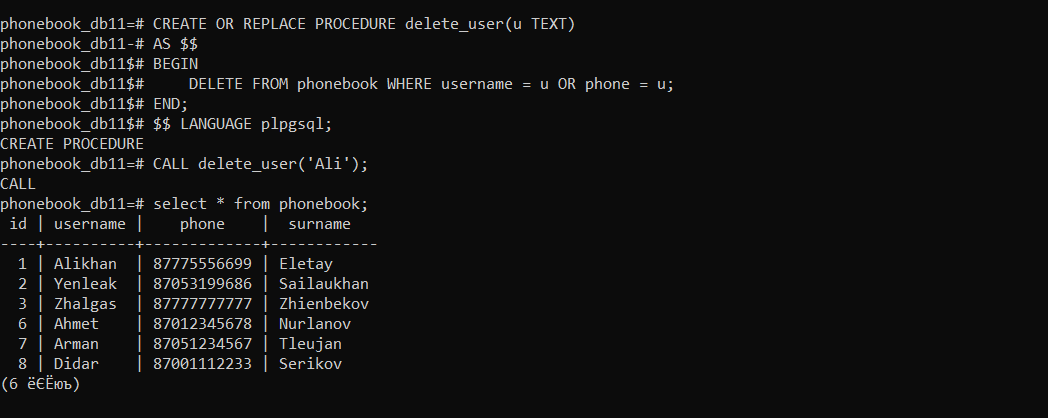 phonebook_db11=# CREATE OR REPLACE PROCEDURE delete_user(u TEXT)
phonebook_db11-# AS $$
phonebook_db11$# BEGIN
phonebook_db11$#     DELETE FROM phonebook WHERE username = u OR phone = u;
phonebook_db11$# END;
phonebook_db11$# $$ LANGUAGE plpgsql;
CREATE PROCEDURE
phonebook_db11=# CALL delete_user('Ali');
CALL
phonebook_db11=# select * from phonebook;
 id | username |    phone    |  surname
----+----------+-------------+------------
  1 | Alikhan  | 87775556699 | Eletay
  2 | Yenleak  | 87053199686 | Sailaukhan
  3 | Zhalgas  | 87777777777 | Zhienbekov
  6 | Ahmet    | 87012345678 | Nurlanov
  7 | Arman    | 87051234567 | Tleujan
  8 | Didar    | 87001112233 | Serikov
(6 ёЄЁюъ)